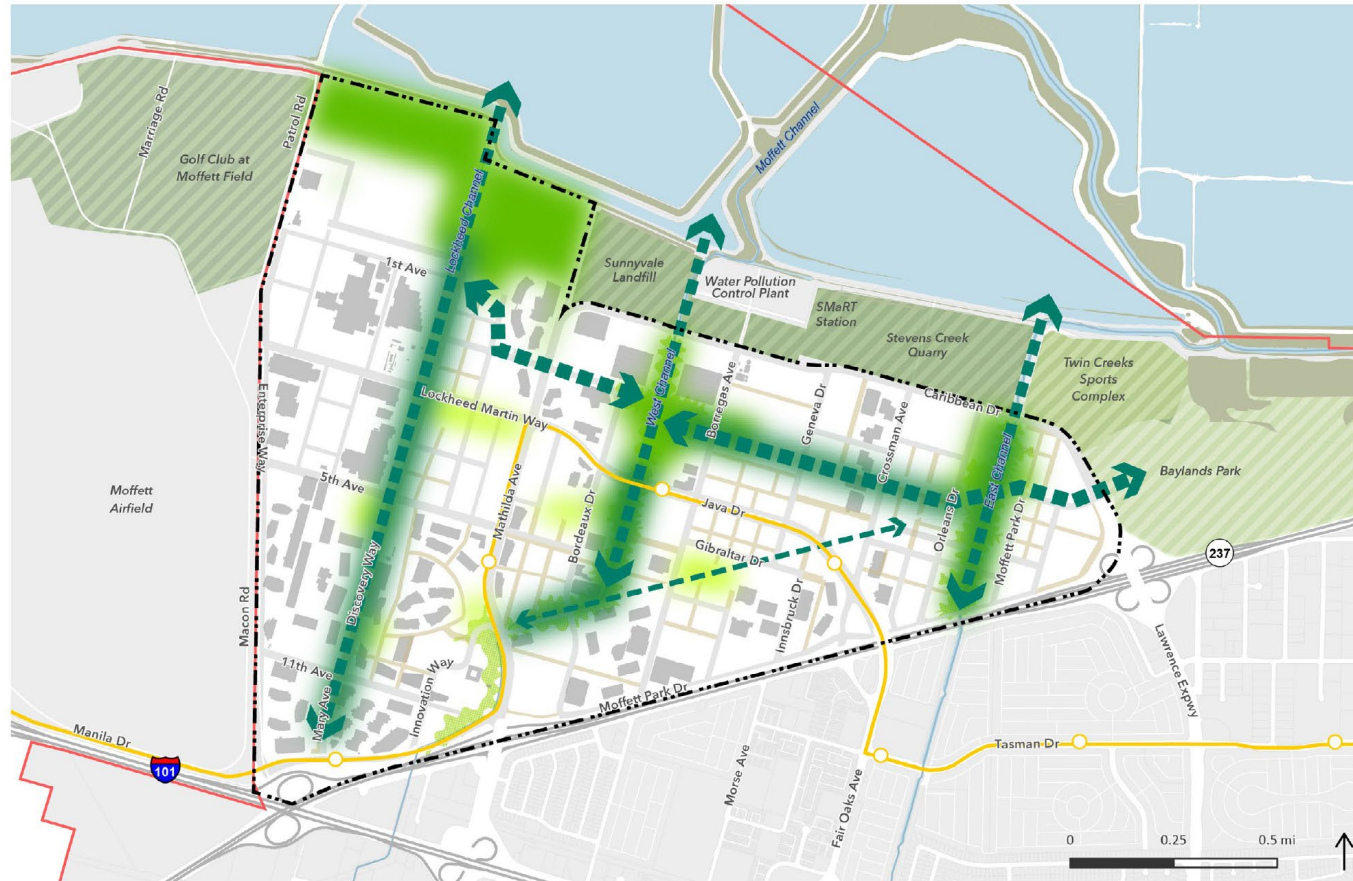 Marriage Rd
Patrol Rd
Golf Club at
Moffett Field
Moffett Channel
Lockheed Channel
Sunnyvale
Landfill
Water Pollution
Control Plant
SMaRT
Station
Stevens Creek
Quarry
Twin Creeks
Sports
Complex
Baylands Park
1st Ave
West Channel
Borregas Ave
Geneva Dr
Caribbean Dr
Crossman Ave
East Channel
Enterprise Way
Lockheed Martin Way
5th Ave
Mathilda Ave
Bordeaux Dr
Java Dr
Gibraltar Dr
Orleans Dr
Moffett Park Dr
237
Moffett
Airfield
Macon Rd
Discovery Way
Innsbruck Dr
Lawrence Expwy
11th Ave
Mary Ave
Innovation Way
Moffett Park Dr
Manila Dr
101
Morse Ave
Fair Oaks Ave
Tasman Dr
0 0.25 0.5 mi